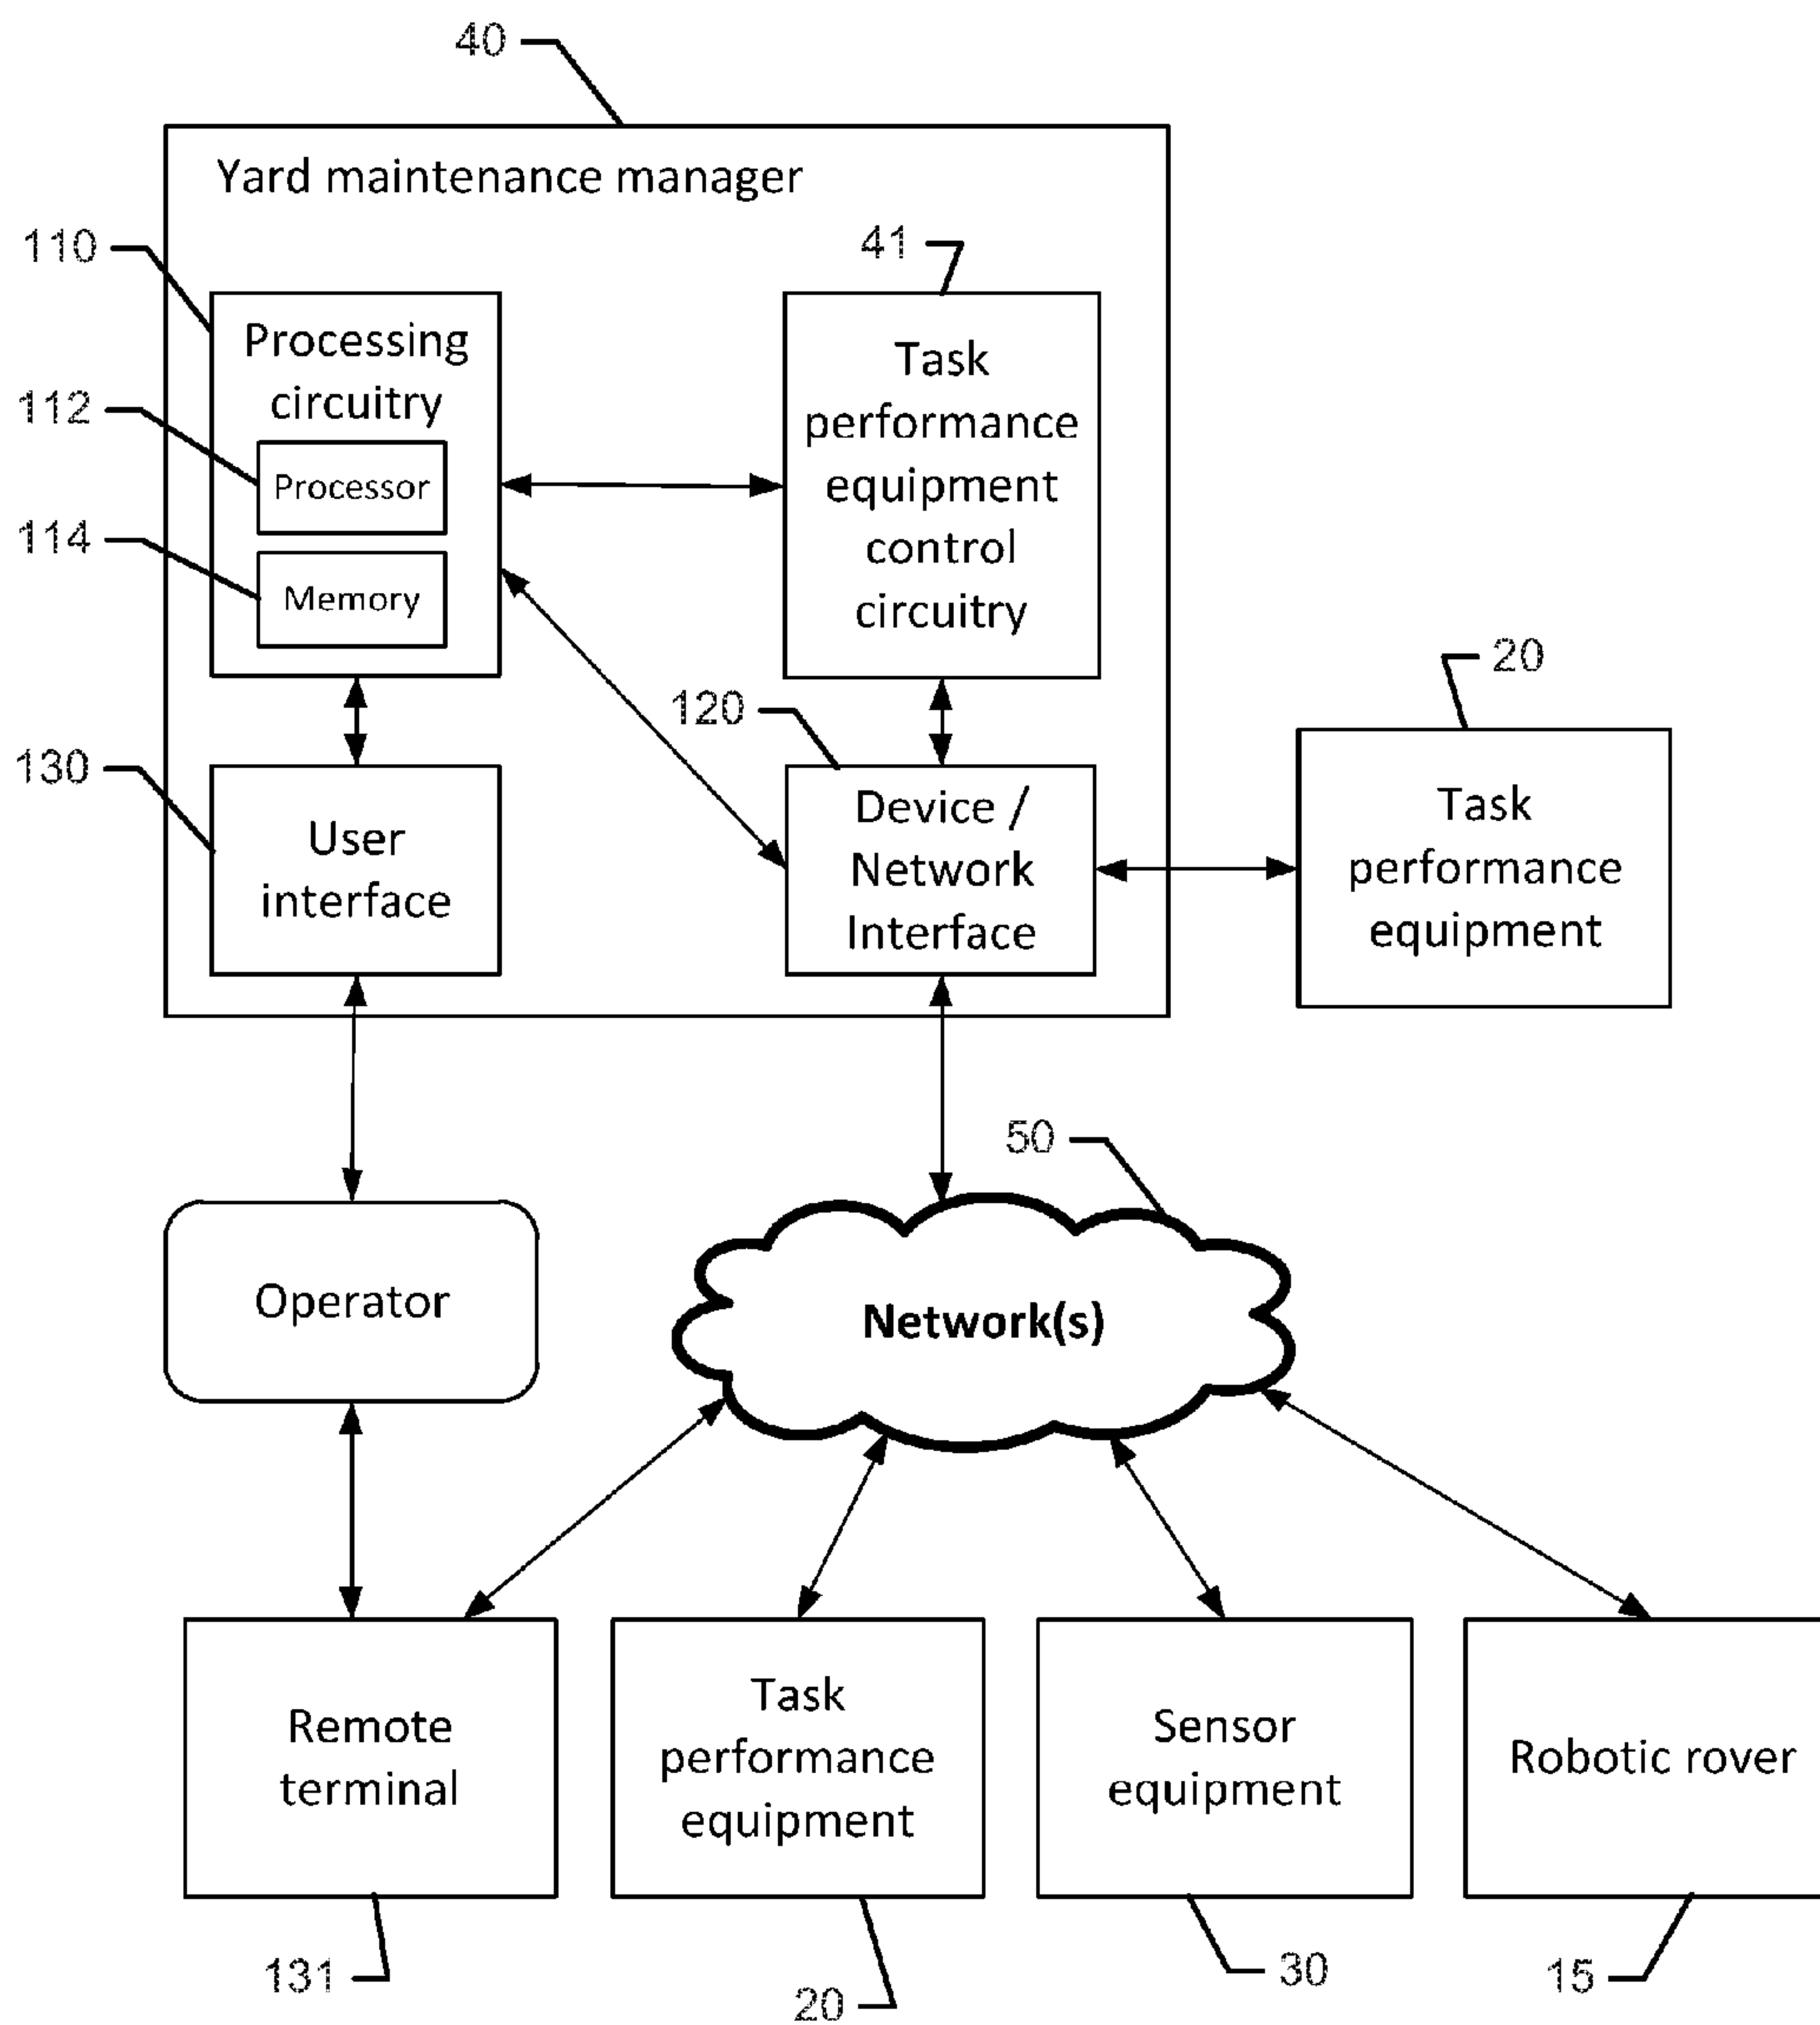 40
Yard maintenance manager
110
41
Processing
circuitry
112
Processor
114
Memory
Task
performance
equipment
control
circuitry
20
120
130
User
interface
Device /
Network
Interface
Task
performance
equipment
50
Operator
Network(s)
Remote
terminal
Task
performance
equipment
Sensor
equipment
Robotic rover
131
20
30
15